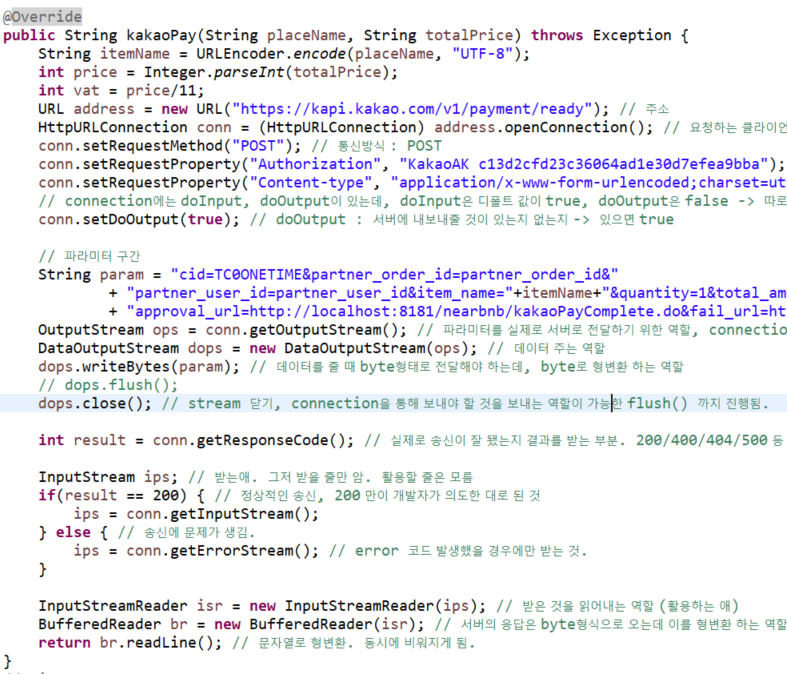 @Override
public String kakaoPay(String placeName, String totalPrice) throws Exception {
String itemName = URLEncoder.encode(placeName, "UTF-8");
int price = Integer.parseInt(totalPrice);
int vat = price/11;
URL address = new URL("https://kapi.kakao.com/v1/payment/ready"); // 주소
HttpURLConnection conn = (HttpURLConnection) address.openConnection(); // 요청하는 클라이언
conn.setRequestMethod("POST"); // 통신방식 : POST
conn.setRequestProperty("Authorization", "KakaoAK c13d2cfd23c36064ad1e30d7efea9bba");
conn.setRequestProperty("Content-type", "application/x-www-form-urlencoded;charset=ut
// connection에는 doInput, doOutput이 있는데, doInput은 디폴트 값이 true, doOutput은 false -> 따로
conn.setDoOutput(true); // doOutput : 서버에 내보내줄 것이 있는지 없는지 -> 있으면 true
// 파라미터 구간
String param = "cid=TC0ONETIME&partner_order_id=partner_order_id&"
+ "partner_user_id=partner_user_id&item_name="+itemName+"&quantity=1&total_am
+ "approval_url=http://localhost:8181/nearbnb/kakaoPayComplete.do&fail_url=ht
OutputStream ops = conn.getOutputStream(); // 파라미터를 실제로 서버로 전달하기 위한 역할, connectio
DataOutputStream dops = new DataOutputStream(ops); // 데이터 주는 역할
dops.writeBytes(param); // 데이터를 줄 때 byte형태로 전달해야 하는데, byte로 형변환 하는 역할
// dops.flush();
dops.close(); // stream 닫기, connection을 통해 보내야 할 것을 보내는 역할이 가능한 flush() 까지 진행됨.
int result = conn.getResponseCode(); // 실제로 송신이 잘 됐는지 결과를 받는 부분. 200/400/404/500 등
InputStream ips; // 받는애. 그저 받을 줄만 암. 활용할 줄은 모름
if(result == 200) { // 정상적인 송신, 200 만이 개발자가 의도한 대로 된 것
ips = conn.getInputStream();
} else { // 송신에 문제가 생김.
ips = conn.getErrorStream(); // error 코드 발생했을 경우에만 받는 것.
}
InputStreamReader isr = new InputStreamReader(ips); // 받은 것을 읽어내는 역할 (활용하는 애)
BufferedReader br = new BufferedReader(isr); // 서버의 응답은 byte형식으로 오는데 이를 형변환 하는 역할
return br.readLine(); // 문자열로 형변환. 동시에 비워지게 됨.
}